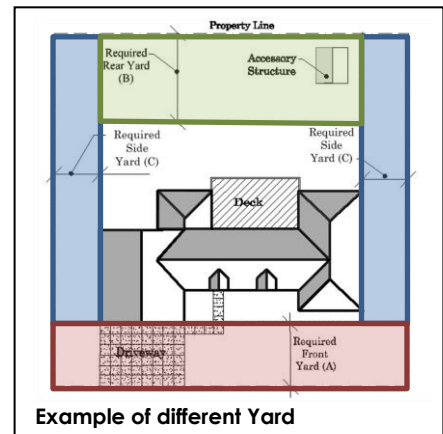 Property Line
Required
Rear Yard
(B)
Accessory
Structure
Required
Side
Yard (C)
Required
Side
Yard (C)
Deck
Driveway
Required
Front
Yard (A)
Example of different Yard